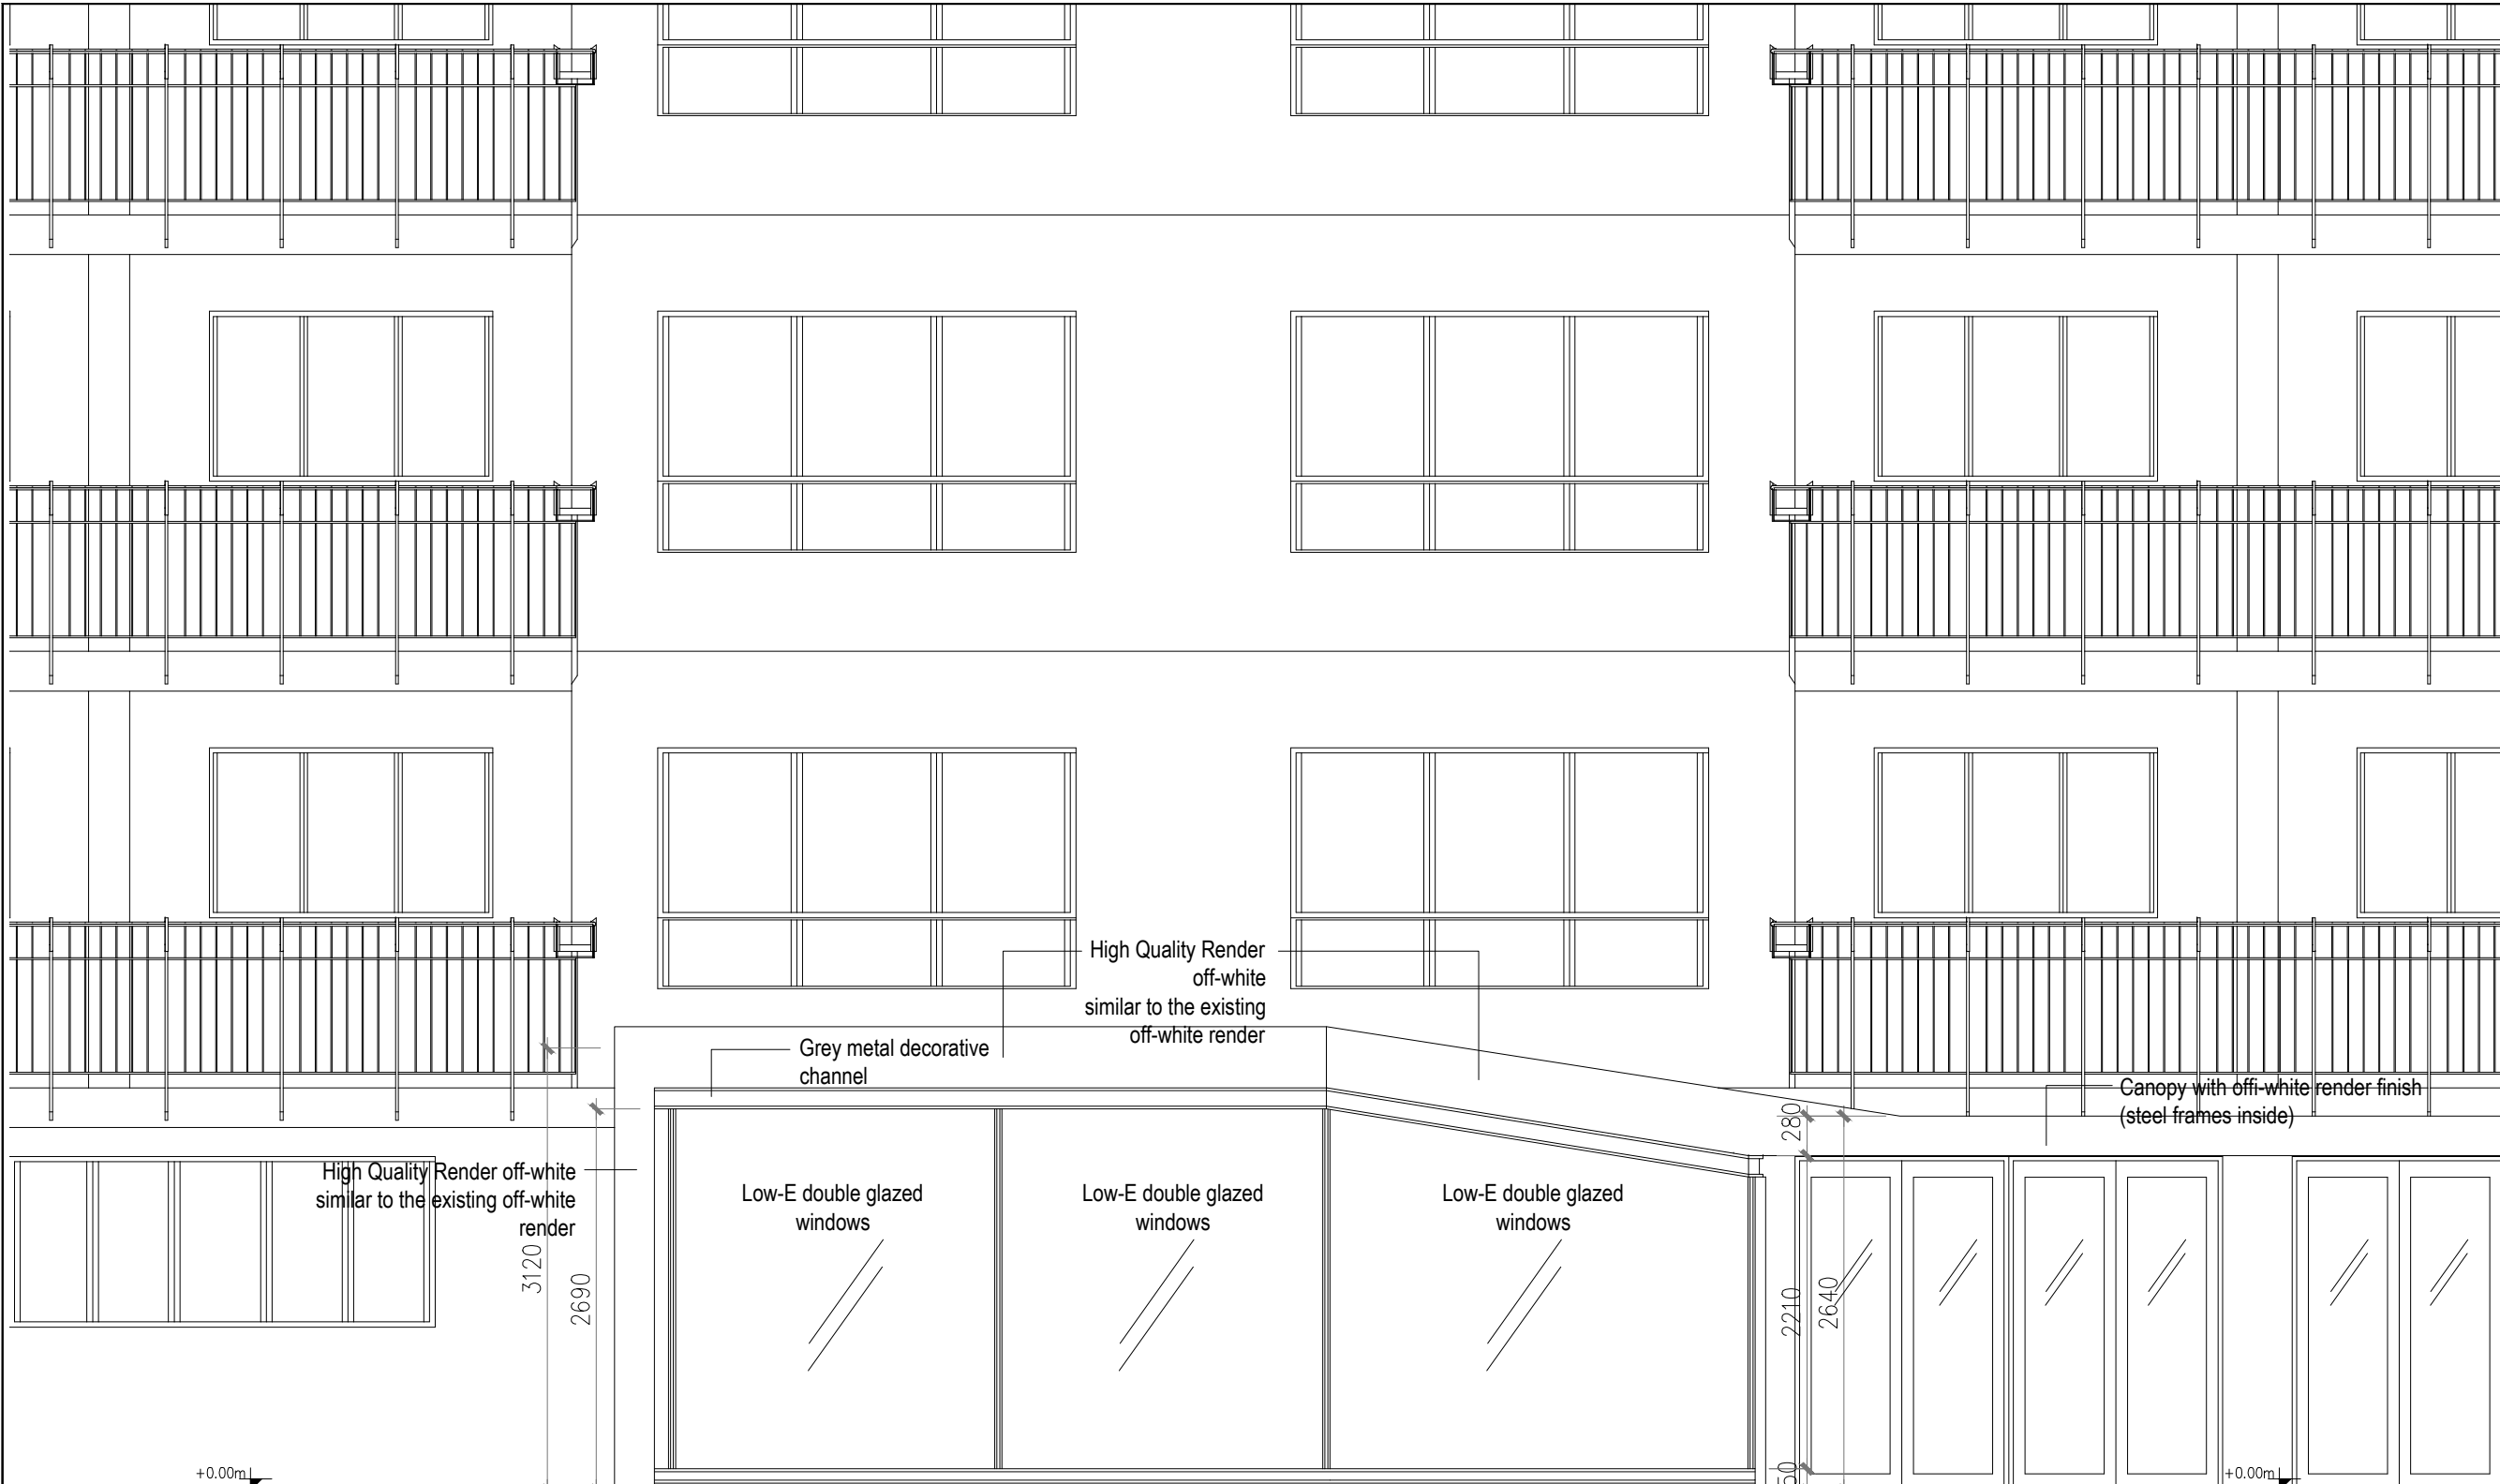 High Quality Render
off-white
similar to the existing
off-white render
Grey metal decorative
channel
Canopy with offi-white render finish
(steel frames inside)
280
High Quality Render off-white
similar to the existing off-white
render
Low-E double glazed
windows
Low-E double glazed
windows
Low-E double glazed
windows
3120
2690
2210
2640
+0.00m
+0.00m